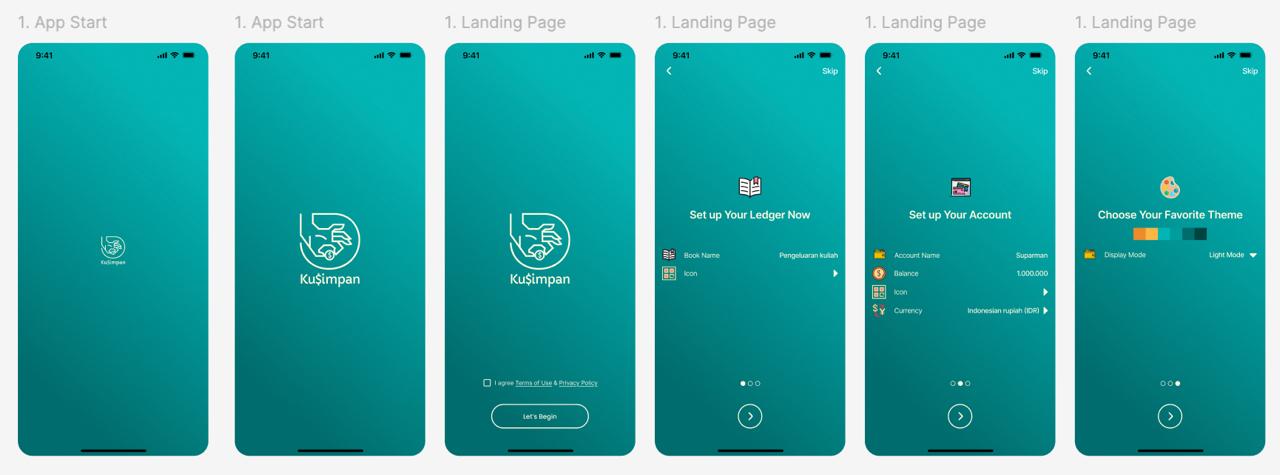 1. App Start
1. App Start
1. Landing Page
1. Landing Page
1. Landing Page
1. Landing Page
9:41
Ku$impan
9:41
Ku$impan
9:41
Ku$impan
I agree Terms of Use & Privacy Policy
Let's Begin
9:41
Skip
Set up Your Ledger Now
Book Name Pengeluaran kuliah
Icon
9:41
Skip
Set up Your Account
Account Name Suparman
Balance 1.000.000
Icon
Currency Indonesian rupiah (IDR)
9:41
Skip
Choose Your Favorite Theme
Display Mode Light Mode